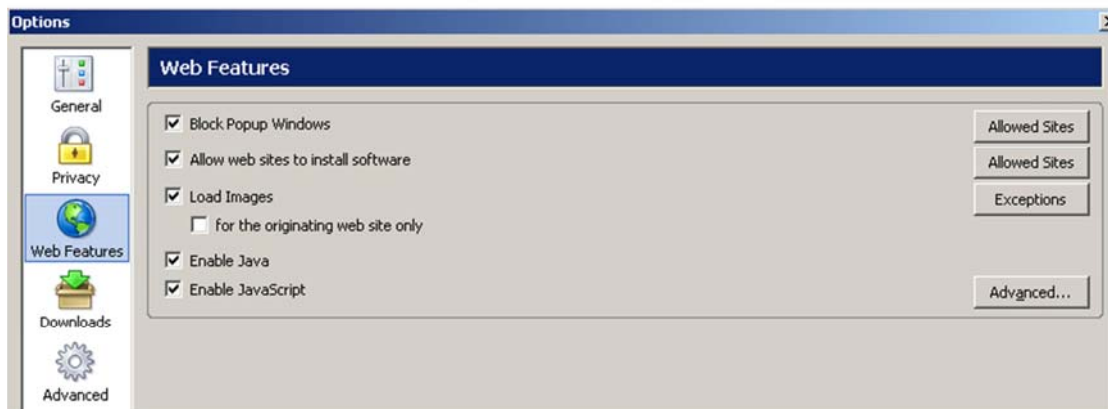 Options
General
Privacy
Web Features
Downloads
Advanced
Web Features
Block Popup Windows
Allowed Sites
Allow web sites to install software
Allowed Sites
Load Images
Exceptions
for the originating web site only
Enable Java
Enable JavaScript
Advanced...